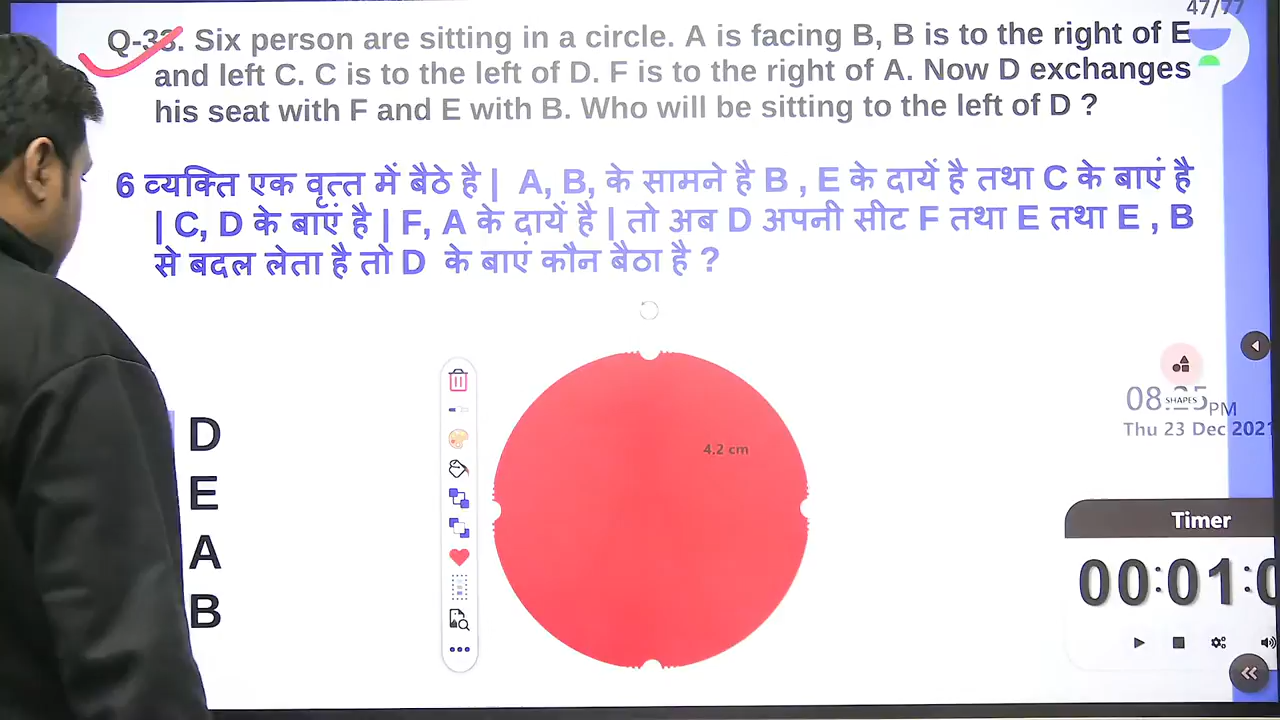 47/77
Q-33. Six person are sitting in a circle. A is facing B, B is to the right of E
and left C. C is to the left of D. F is to the right of A. Now D exchanges
his seat with F and E with B. Who will be sitting to the left of D ?
6 व्यक्ति एक वृत्त में बैठे है | A, B, के सामने है B , E के दायें है तथा C के बाएं है
| C, D के बाएं है | F, A के दायें है | तो अब D अपनी सीट F तथा E तथा E , B
से बदल लेता है तो D के बाएं कौन बैठा है ?
4.2 cm
D
E
A
B
SHAPES
PM
Thu 23 Dec 2021
Timer
00:01:0